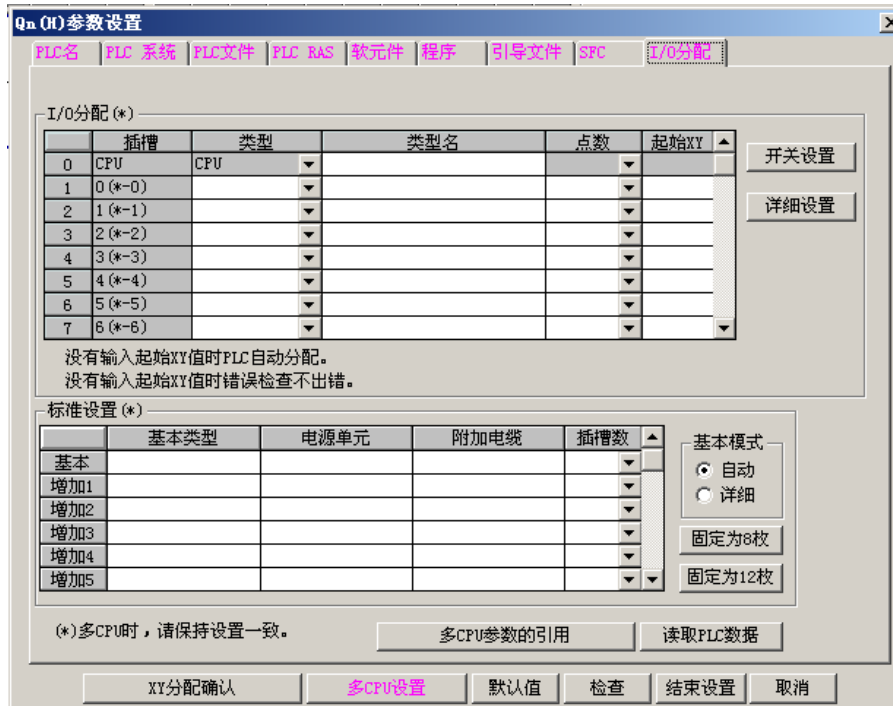 Qn(H)参数设置
PLC名 PLC 系统 PLC文件 PLC RAS 软元件 程序 引导文件 SFC I/O分配
I/O分配(*)
插槽 类型 类型名 点数 起始XY
0 CPU CPU
开关设置
1 0(*-0)
2 1(*-1)
详细设置
3 2(*-2)
4 3(*-3)
5 4(*-4)
6 5(*-5)
7 6(*-6)
没有输入起始XY值时PLC自动分配。
没有输入起始XY值时错误检查不出错。
标准设置(*)
基本类型 电源单元 附加电缆 插槽数
基本
增加1
增加2
增加3
增加4
增加5
基本模式
自动
详细
固定为8枚
固定为12枚
(*)多CPU时，请保持设置一致。
多CPU参数的引用 读取PLC数据
XY分配确认 多CPU设置 默认值 检查 结束设置 取消